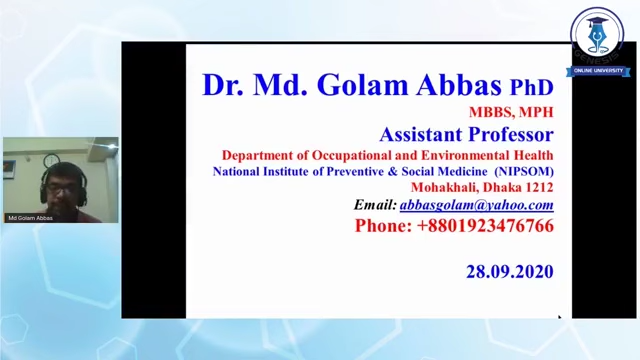 Dr. Md. Golam Abbas PhD
MBBS, MPH
Assistant Professor
Department of Occupational and Environmental Health
National Institute of Preventive & Social Medicine (NIPSOM)
Mohakhali, Dhaka 1212
Email: abbasgolam@yahoo.com
Phone: +8801923476766
28.09.2020
Md Golam Abbas
GENESIS
ONLINE UNIVERSITY